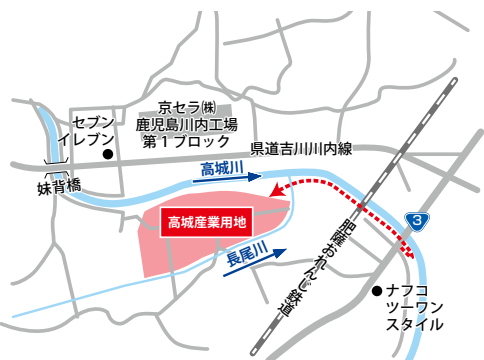 京セラ㈱
鹿児島川内工場
第1ブロック
セブン
イレブン
県道吉川川内線
高城川
妹背橋
高城産業用地
3
長尾川
肥薩おれんじ鉄道
ナフコ
ツーワン
スタイル